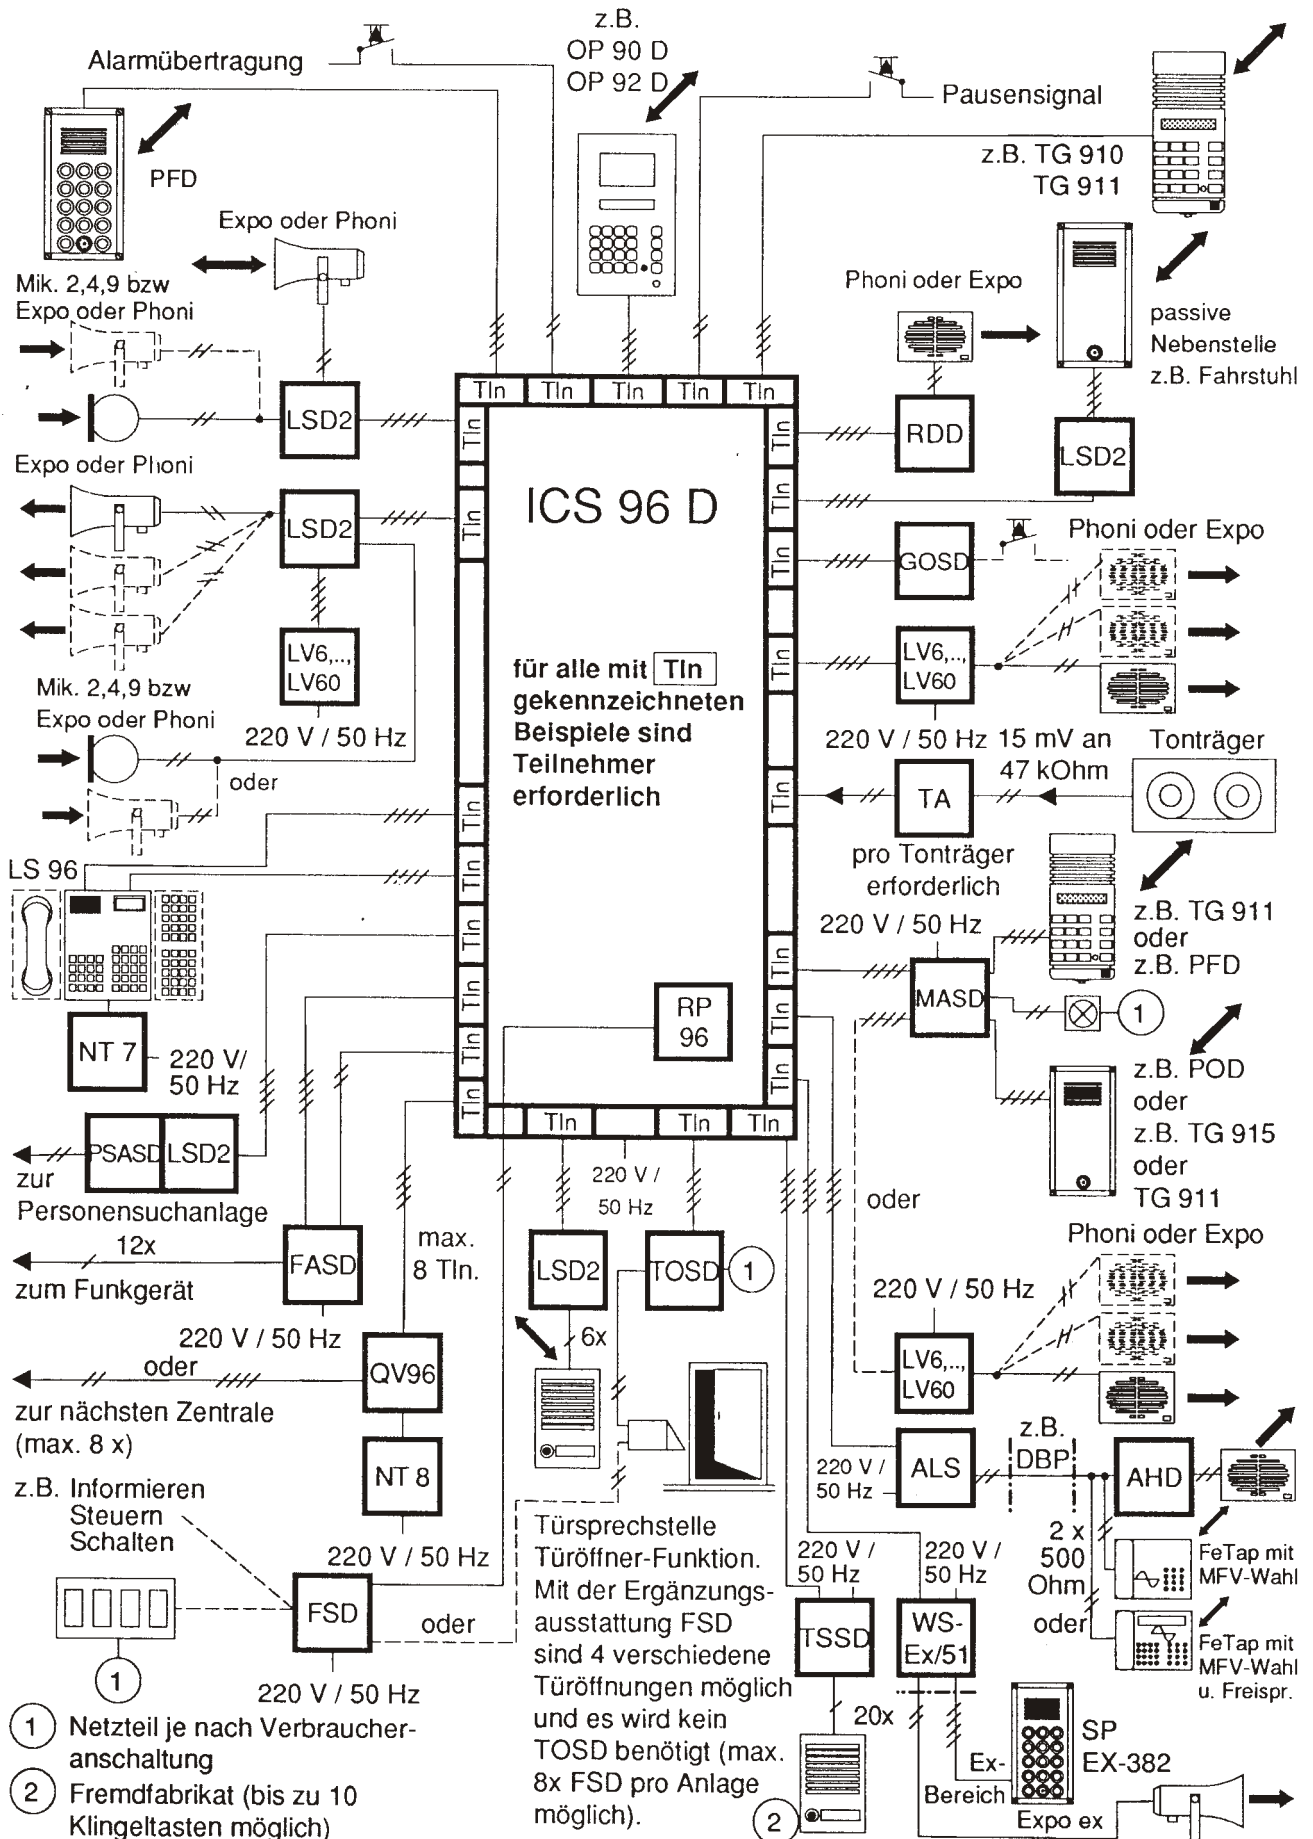 z.B.
OP 90 D
OP 92 D
Alarmübertragung
Pausensignal
z.B. TG 910
TG 911
PFD
Expo oder Phoni
Mik. 2,4,9 bzw
Expo oder Phoni
Phoni oder Expo
passive
Nebenstelle
z.B. Fahrstuhl
Tln
Tln
Tln
Tln
Tln
LSD2
Tln
Tln
RDD
LSD2
Expo oder Phoni
LSD2
Tln
ICS 96 D
Tln
Tln
GOSD
Phoni oder Expo
LV6,..,
LV60
220 V / 50 Hz
für alle mit Tln
gekennzeichneten
Beispiele sind
Teilnehmer
erforderlich
Tln
LV6,..,
LV60
220 V / 50 Hz
Mik. 2,4,9 bzw
Expo oder Phoni
oder
15 mV an
47 kOhm
Tonträger
Tln
TA
pro Tonträger
erforderlich
Tln
Tln
Tln
Tln
Tln
Tln
LS 96
NT 7
220 V/
50 Hz
220 V / 50 Hz
z.B. TG 911
oder
z.B. PFD
Tln
MASD
1
Tln
Tln
RP
96
z.B. POD
oder
z.B. TG 915
oder
TG 911
Tln
Tln
Tln
PSASD
LSD2
zur
Personensuchanlage
12x
zum Funkgerät
FASD
220 V / 50 Hz
max.
8 Tln.
220 V /
50 Hz
LSD2
TOSD
1
6x
oder
Phoni oder Expo
220 V / 50 Hz
LV6,..,
LV60
oder
QV96
zur nächsten Zentrale
(max. 8 x)
NT 8
220 V / 50 Hz
z.B. Informieren
Steuern
Schalten
FSD
oder
1
220 V / 50 Hz
Türsprechstelle
Türöffner-Funktion.
Mit der Ergänzungs-
ausstattung FSD
sind 4 verschiedene
Türöffnungen möglich
und es wird kein
TOSD benötigt (max.
8x FSD pro Anlage
möglich).
220 V /
50 Hz
ALS
z.B.
DBP
AHD
2 x
500
Ohm
oder
FeTap mit
MFV-Wahl
FeTap mit
MFV-Wahl
u. Freispr.
220 V /
50 Hz
220 V /
50 Hz
TSSD
WS-
Ex/51
20x
2
Ex-
Bereich
SP
EX-382
Expo ex
1 Netzteil je nach Verbraucher-
anschaltung
2 Fremdfabrikat (bis zu 10
Klingeltasten möglich)